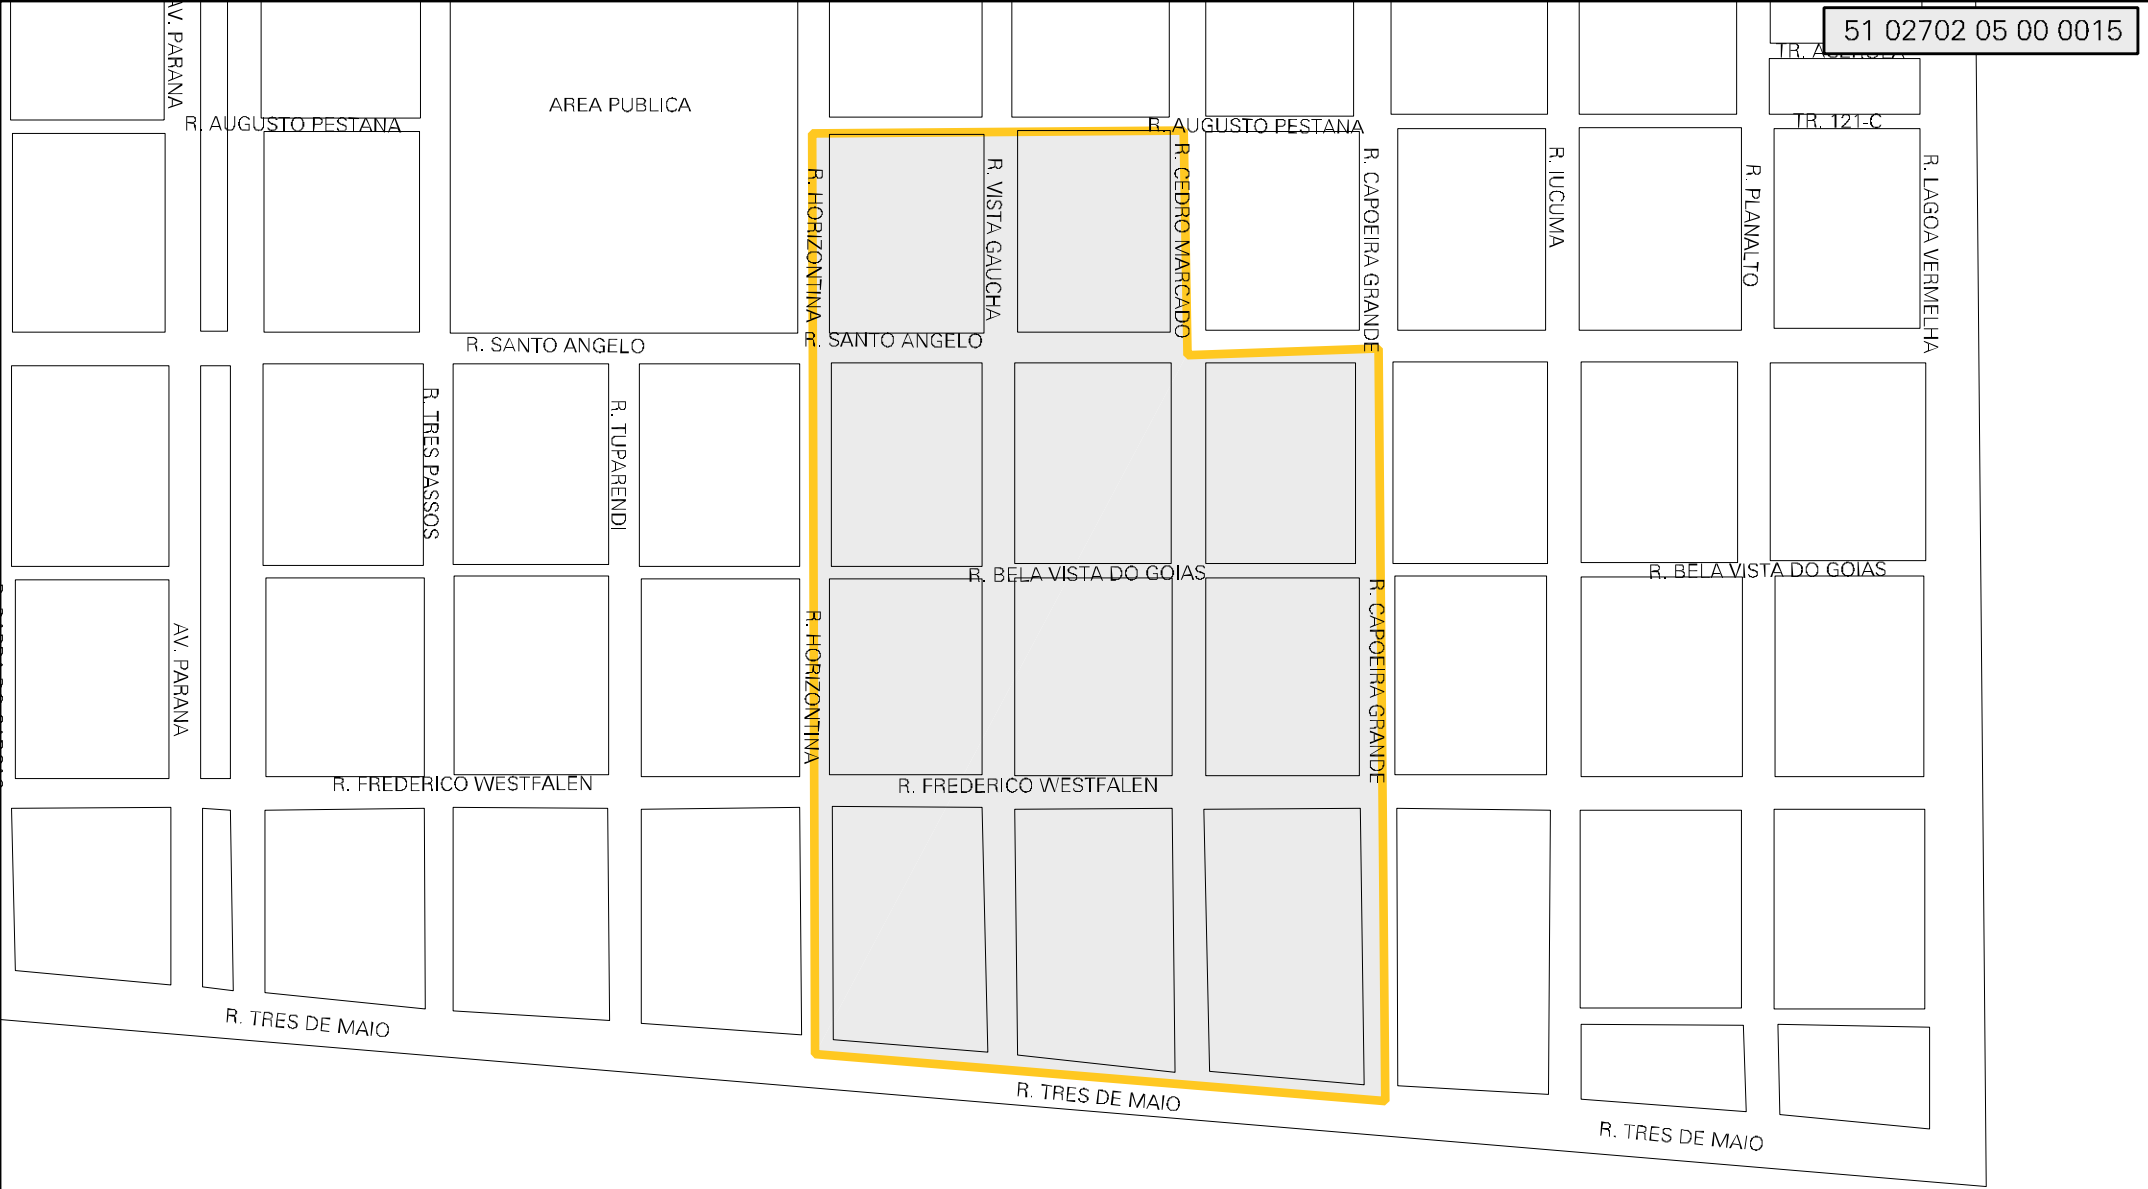 51 02702 05 00 0015
AV. PARANA
TR.
AREA PUBLICA
R. AUGUSTO PESTANA
R. AUGUSTO PESTANA
TR. 121-C
R. HORIZONTINA
R. VISTA GAUCHA
R. CEDRO MARCADO
R. CAPOEIRA GRANDE
R. IUCUMA
R. PLANALTO
R. LAGOA VERMELHA
R. SANTO ANGELO
R. SANTO ANGELO
R. TRES PASSOS
R. TUPARENDI
R. BELA VISTA DO GOIAS
R. BELA VISTA DO GOIAS
AV. PARANA
R. HORIZONTINA
R. CAPOEIRA GRANDE
R. FREDERICO WESTFALEN
R. FREDERICO WESTFALEN
R. TRES DE MAIO
R. TRES DE MAIO
R. TRES DE MAIO